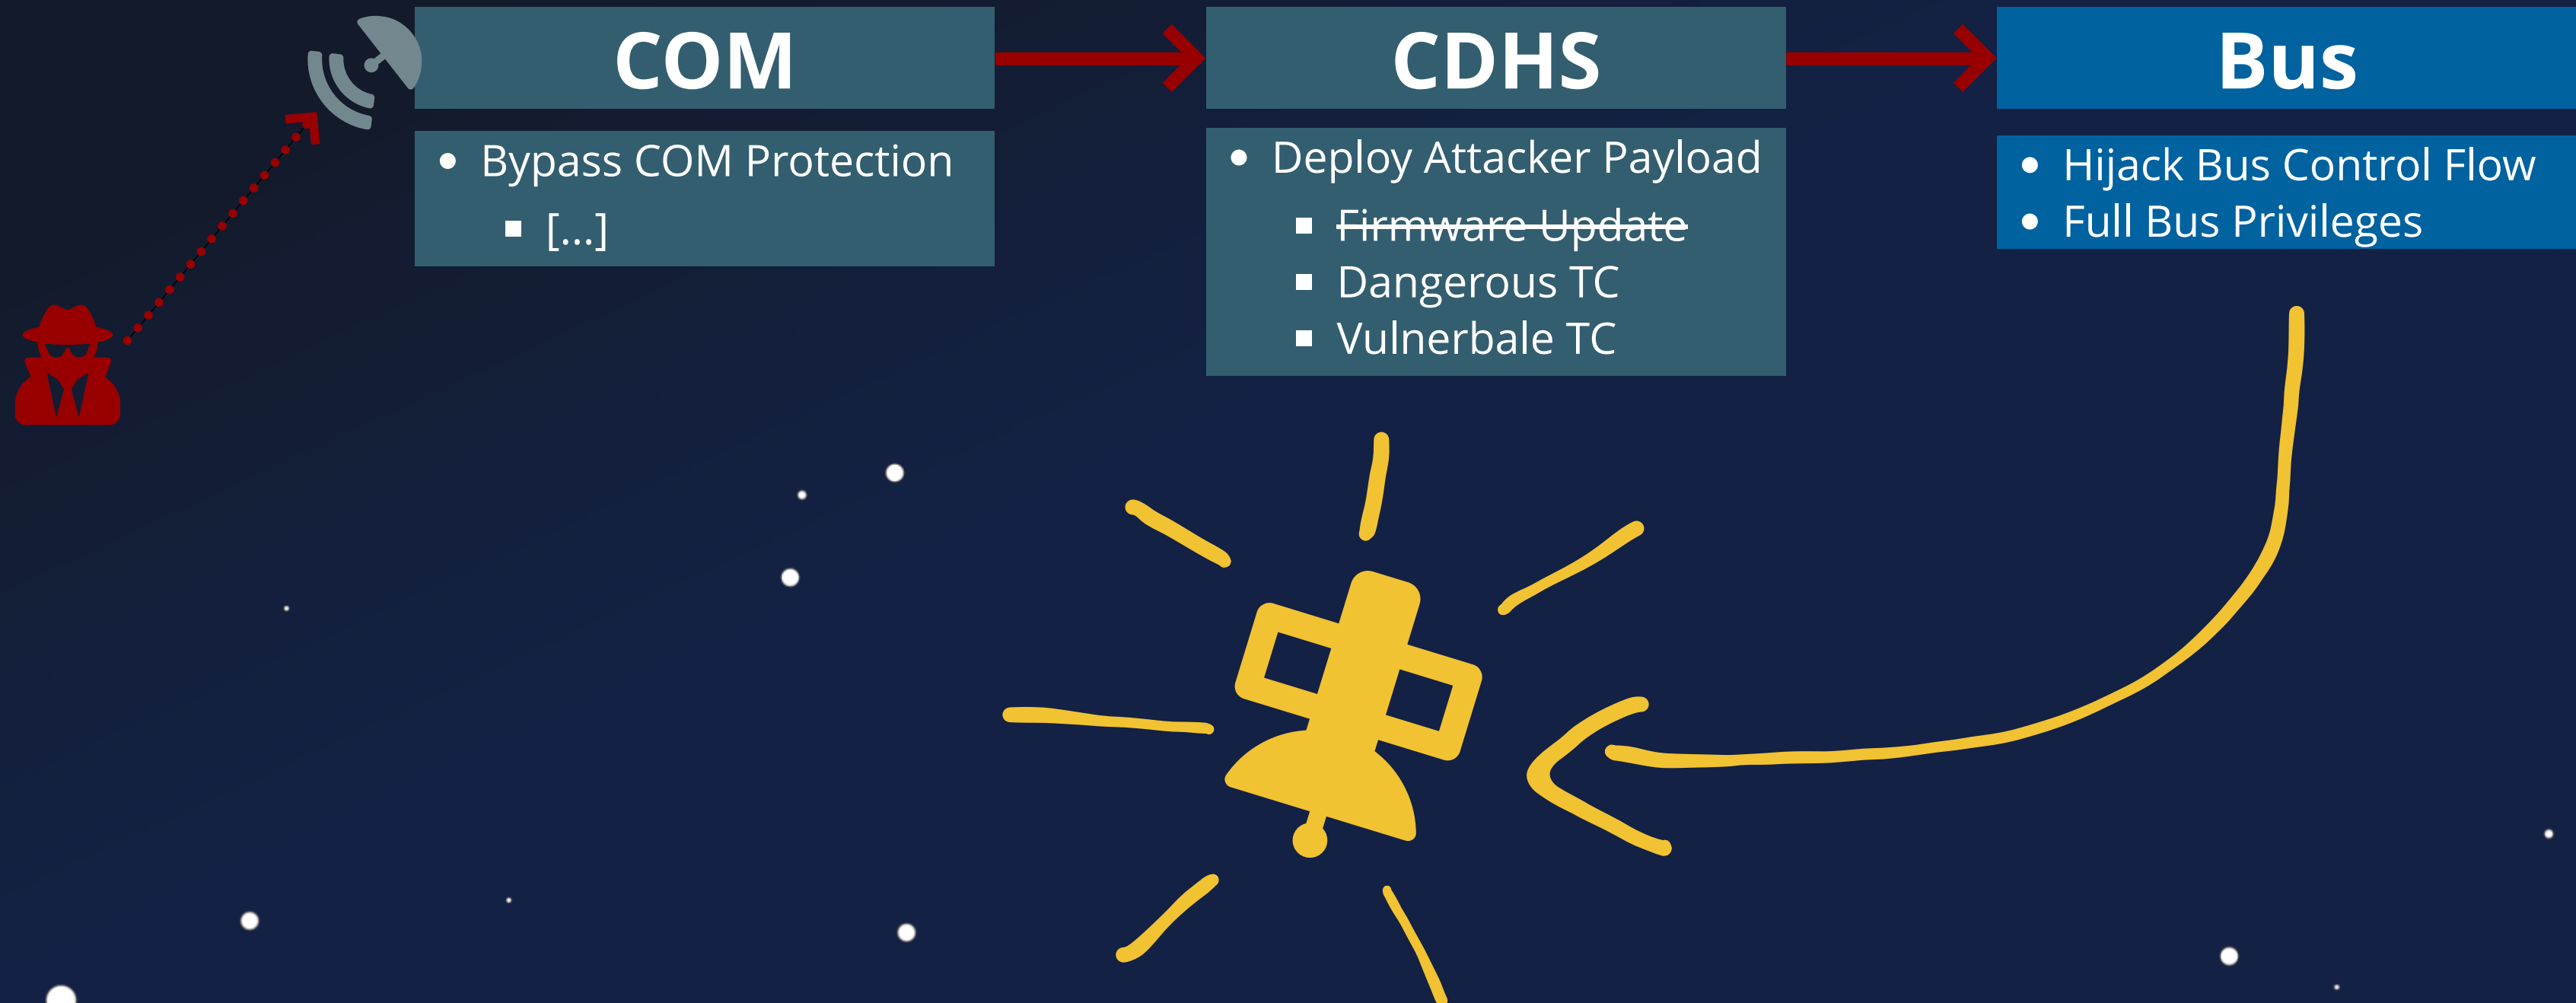 COM
Bypass COM Protection
[...]
CDHS
Deploy Attacker Payload
Firmware Update
Dangerous TC
Vulnerbale TC
Bus
Hijack Bus Control Flow
Full Bus Privileges